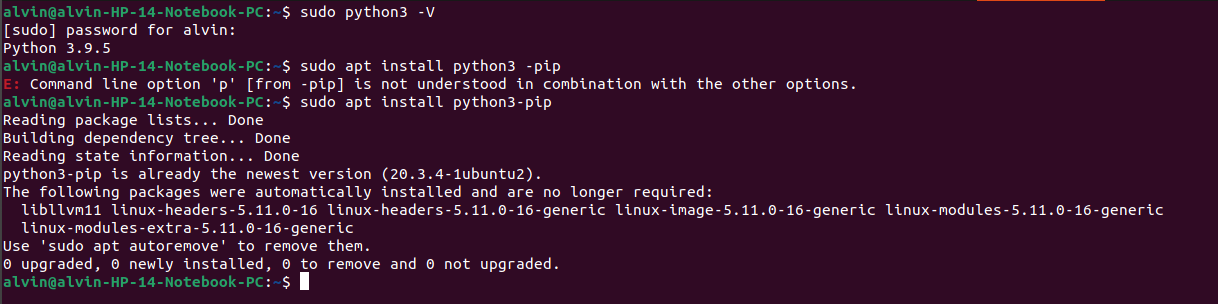 alvin@alvin-HP-14-Notebook-PC:~$ sudo python3 -V
[sudo] password for alvin:
Python 3.9.5
alvin@alvin-HP-14-Notebook-PC:~$ sudo apt install python3 -pip
E: Command line option 'p' [from -pip] is not understood in combination with the other options.
alvin@alvin-HP-14-Notebook-PC:~$ sudo apt install python3-pip
Reading package lists... Done
Building dependency tree... Done
Reading state information... Done
python3-pip is already the newest version (20.3.4-1ubuntu2).
The following packages were automatically installed and are no longer required:
  libllvm11 linux-headers-5.11.0-16 linux-headers-5.11.0-16-generic linux-image-5.11.0-16-generic linux-modules-5.11.0-16-generic
  linux-modules-extra-5.11.0-16-generic
Use 'sudo apt autoremove' to remove them.
0 upgraded, 0 newly installed, 0 to remove and 0 not upgraded.
alvin@alvin-HP-14-Notebook-PC:~$